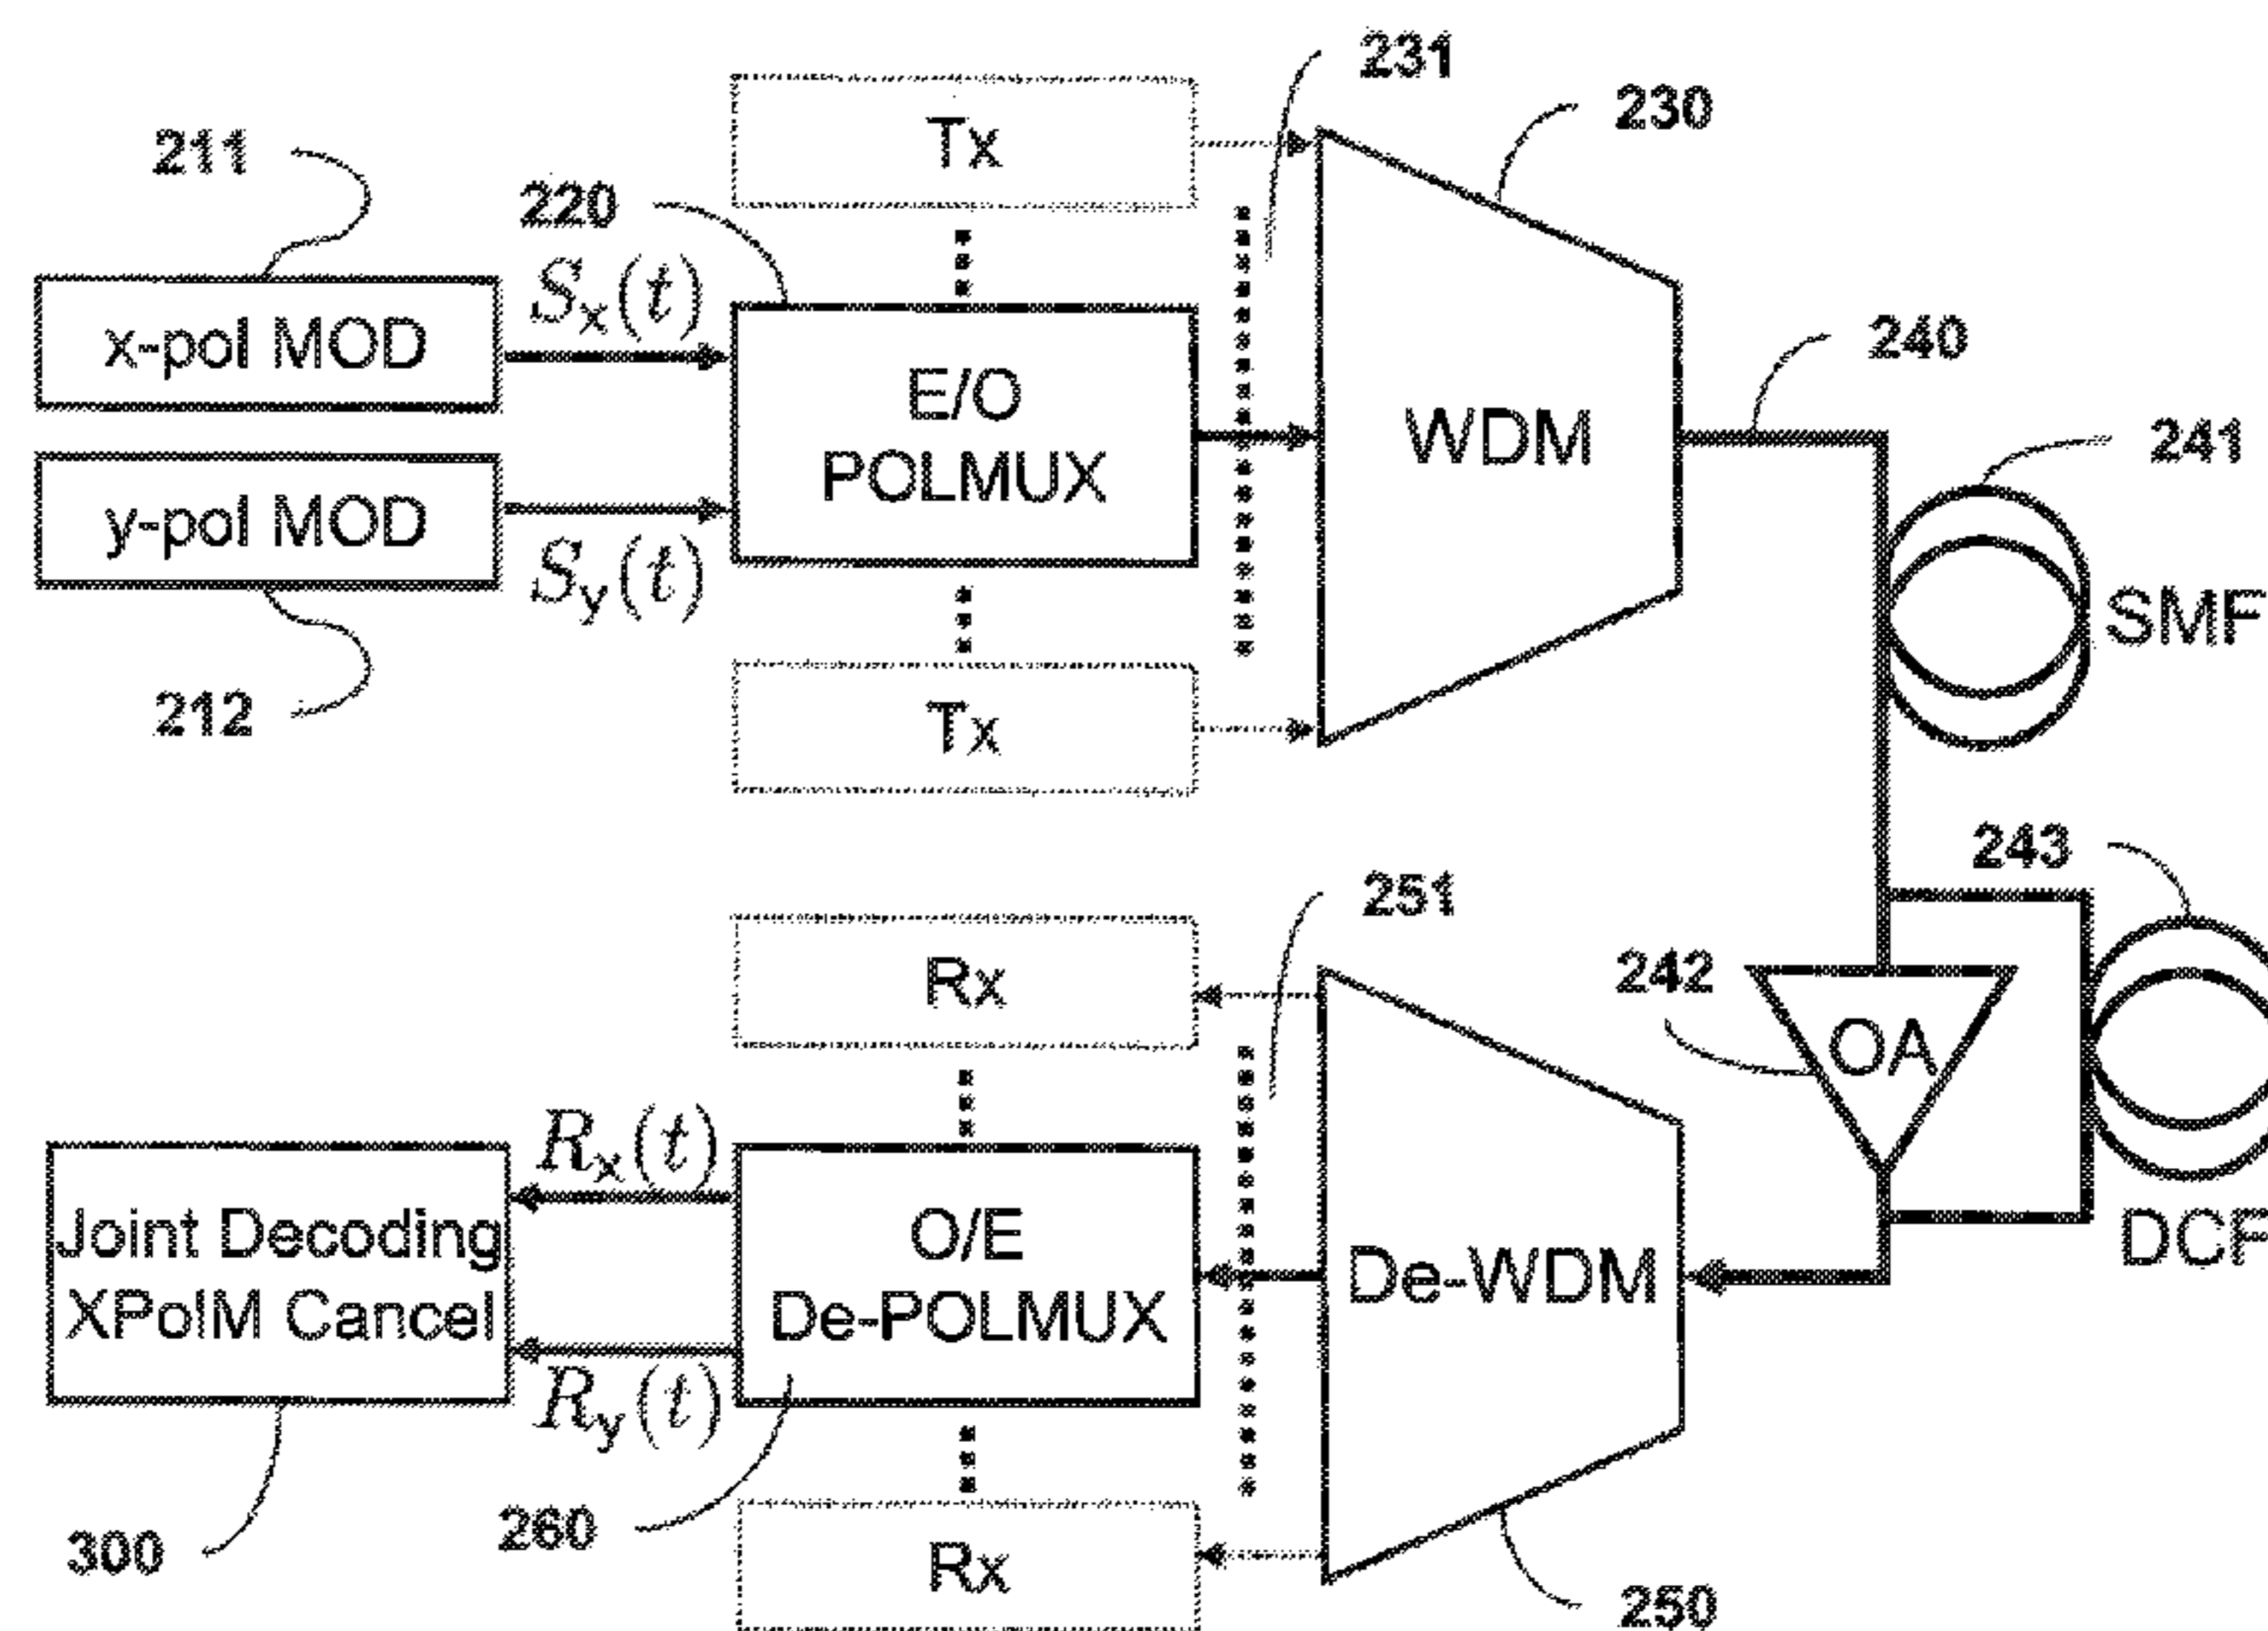 231
230
Tx
211
220
Sx(t)
x-pol MOD
E/O
POLMUX
WDM
240
241
y-pol MOD
Sy(t)
SMF
212
Tx
243
251
Rx
242
OA
Rx(t)
Joint Decoding
XPolM Cancel
O/E
De-POLMUX
De-WDM
DCF
Ry(t)
300
260
Rx
250